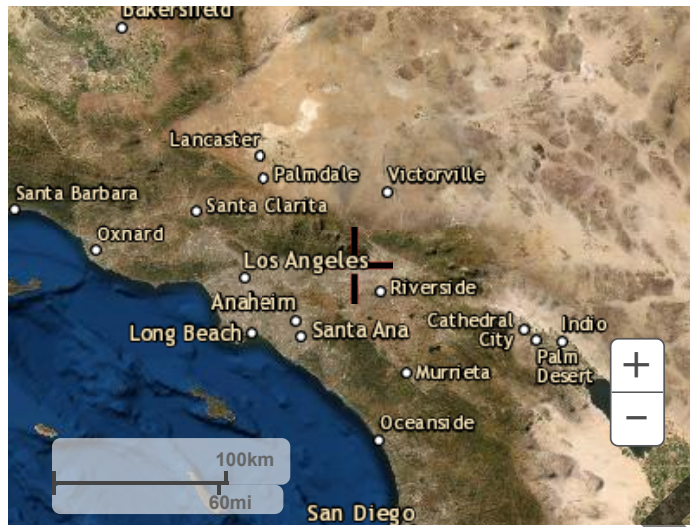 Bakersfield
Lancaster
Palmdale
Victorville
Santa Barbara
Santa Clarita
Oxnard
Los Angeles
Riverside
Anaheim
Long Beach
Santa Ana
Cathedral
City
Indio
Palm
Desert
Murrieta
Oceanside
San Diego
100km
60mi
+
−